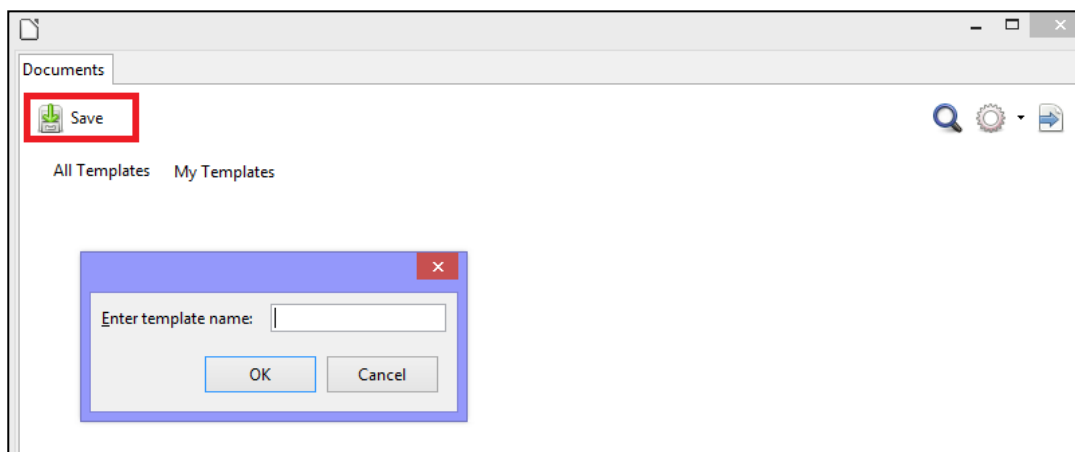 Documents
Save
All Templates My Templates
Enter template name:
OK Cancel